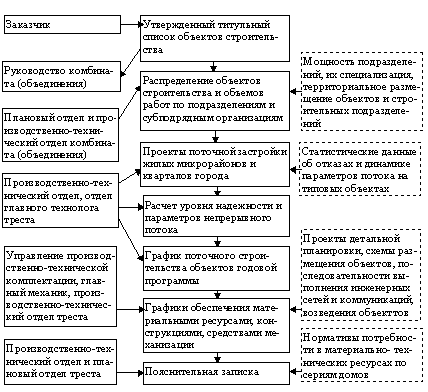 Заказчик
Утвержденный титульный
список объектов строитель-
ства
Руководство комбина-
та (объединения)
Распределение объектов
строительства и объемов
работ по подразделениям и
субподрядным организациям
Мощность подразделе-
ний, их специализация,
территориальное разме-
щение объектов и стро-
ительных подразделе-
ний
Плановый отдел и про-
изводственно-техни-
ческий отдел комбина-
та (объединения)
Проекты поточной застройки
жилых микрорайонов и
кварталов города
Статистические данные
об отказах и динамике
параметров потока на
типовых объектах
Производственно-тех-
нический отдел, отдел
главного технолога
треста
Расчет уровня надежности и
параметров непрерывного
потока
График поточного строи-
тельства объектов годовой
программы
Проекты детальной
планировки, схемы раз-
мещения объектов, по-
следовательности вы-
полнения инженерных
сетей и коммуникаций,
возведения объекттов
Управление производ-
ственно-технической
комплектации, глав-
ный механик, произ-
водственно-техничес-
кий отдел треста
Графики обеспечения мате-
риальными ресурсами, кон-
струкциями, средствами ме-
ханизации
Нормативы потребнос-
ти в материально- тех-
нических ресурсах по
сериям домов
Производственно-тех-
нический отдел и пла-
новый отдел треста
Пояснительная записка